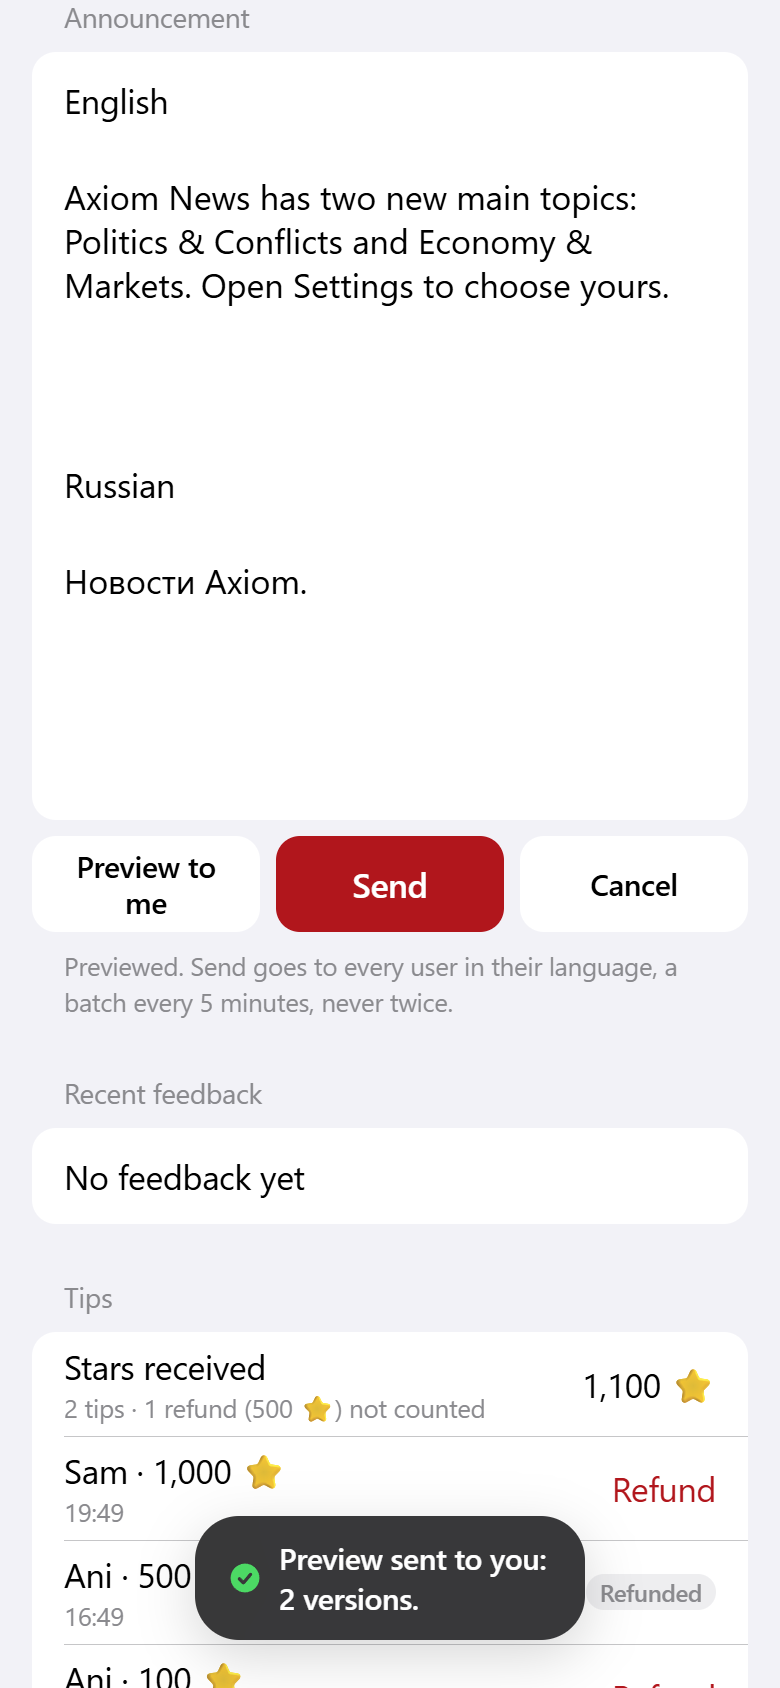 Announcement
English
Axiom News has two new main topics:
Politics & Conflicts and Economy &
Markets. Open Settings to choose yours.
Russian
Новости Axiom.
Preview to
me
Send
Cancel
Previewed. Send goes to every user in their language, a
batch every 5 minutes, never twice.
Recent feedback
No feedback yet
Tips
Stars received
2 tips · 1 refund (500 ⭐) not counted
1,100 ⭐
Sam · 1,000 ⭐
19:49
Refund
Ani · 500
16:49
Refunded
Preview sent to you:
2 versions.
Ani · 100 ⭐